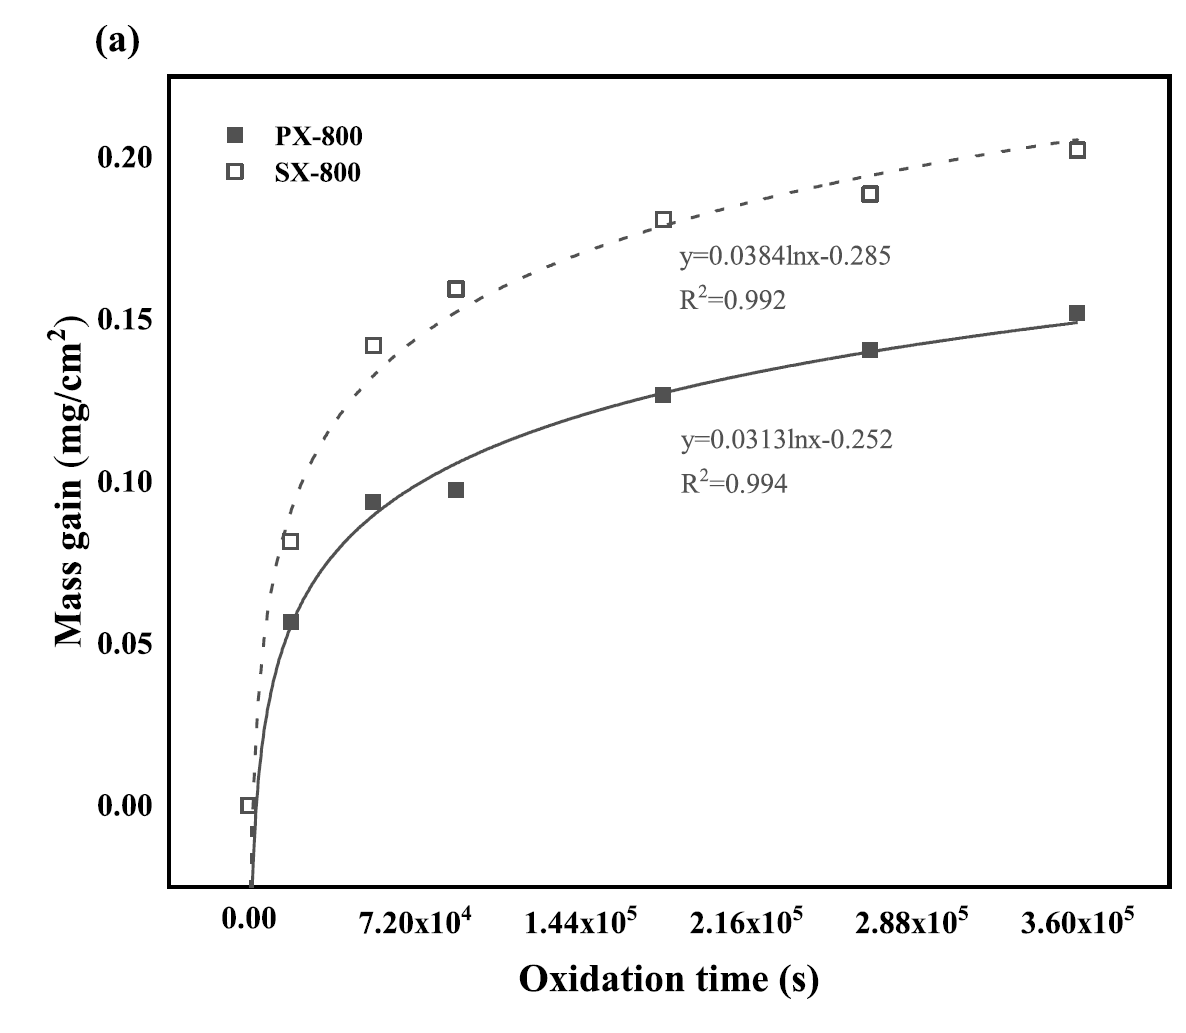 (a)
PX-800
SX-800
0.20
0.15
0.10
0.05
0.00
Mass gain (mg/cm²)
y=0.0384lnx-0.285
R²=0.992
y=0.0313lnx-0.252
R²=0.994
0.00 7.20x10⁴ 1.44x10⁵ 2.16x10⁵ 2.88x10⁵ 3.60x10⁵
Oxidation time (s)